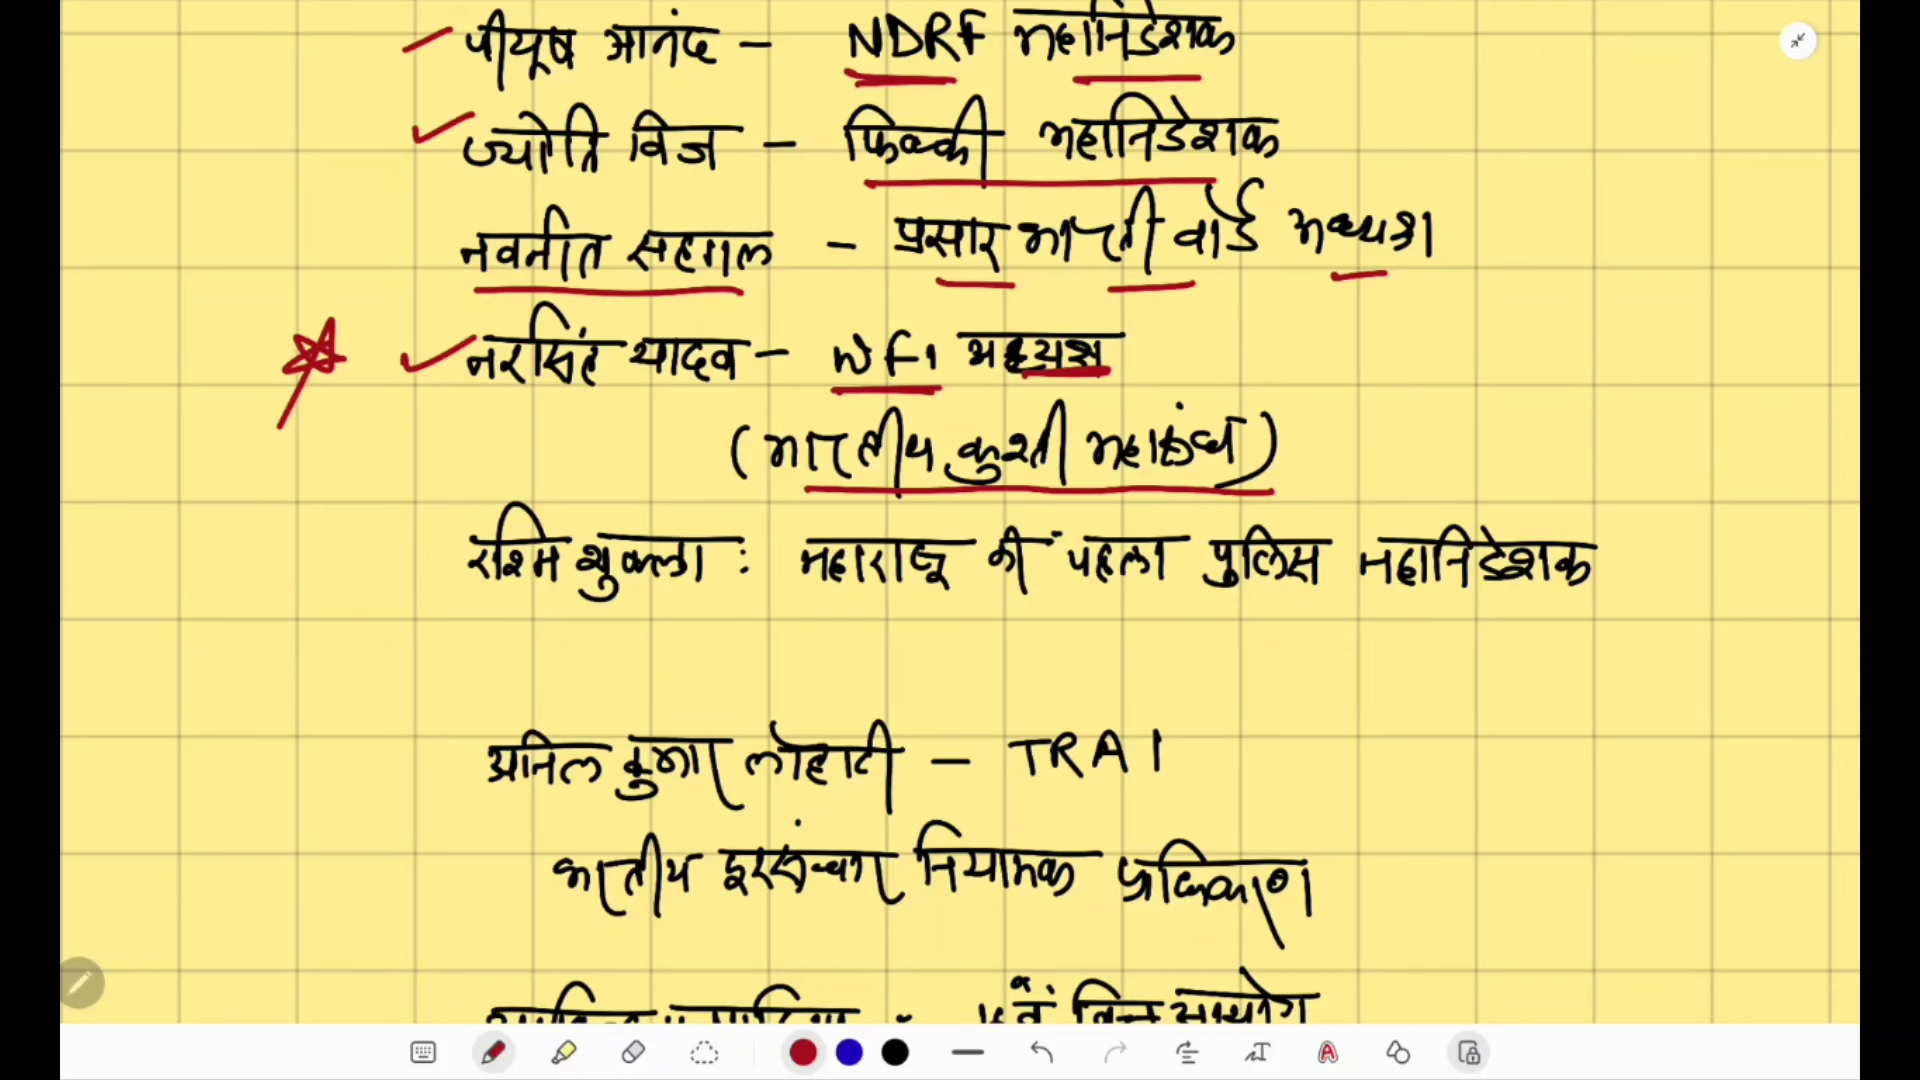 पीयूष आनंद - NDRF महानिदेशक
ज्योति विज - फिक्की महानिदेशक
नवनीत सहगल - प्रसार भारती बोर्ड अध्यक्ष
नरसिंह यादव - WFI अध्यक्ष
(भारतीय कुश्ती महासंघ)
रश्मि शुक्ला : महाराष्ट्र की पहली पुलिस महानिदेशक
अनिल कुमार लाहोटी - TRAI
भारतीय दूरसंचार नियामक प्राधिकरण